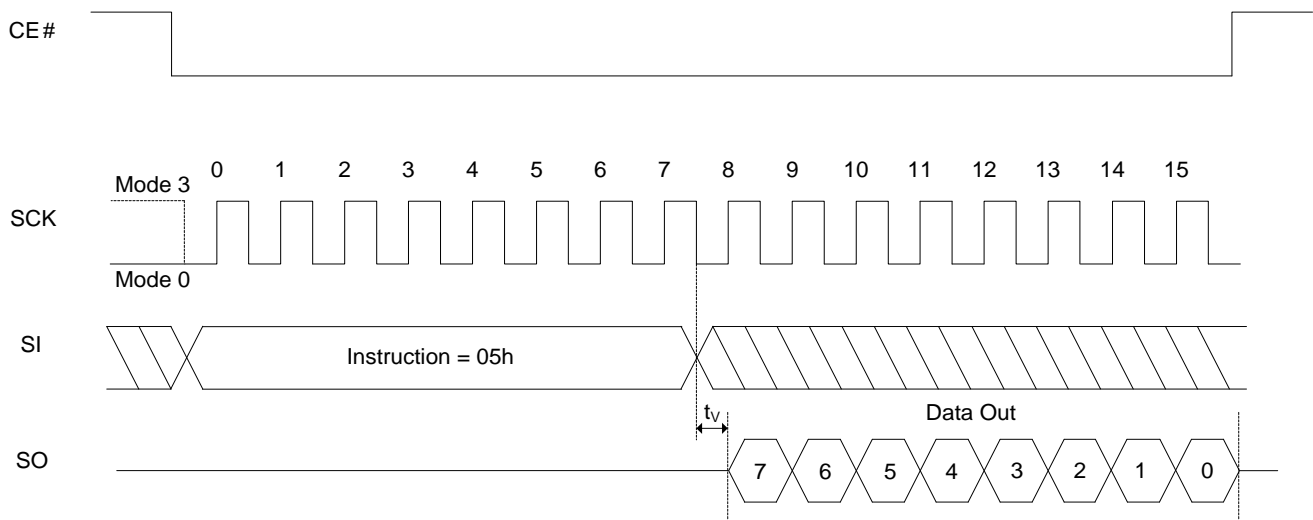 CE#
0 1 2 3 4 5 6 7 8 9 10 11 12 13 14 15
Mode 3
SCK
Mode 0
SI
Instruction = 05h
tV
Data Out
SO
7 6 5 4 3 2 1 0